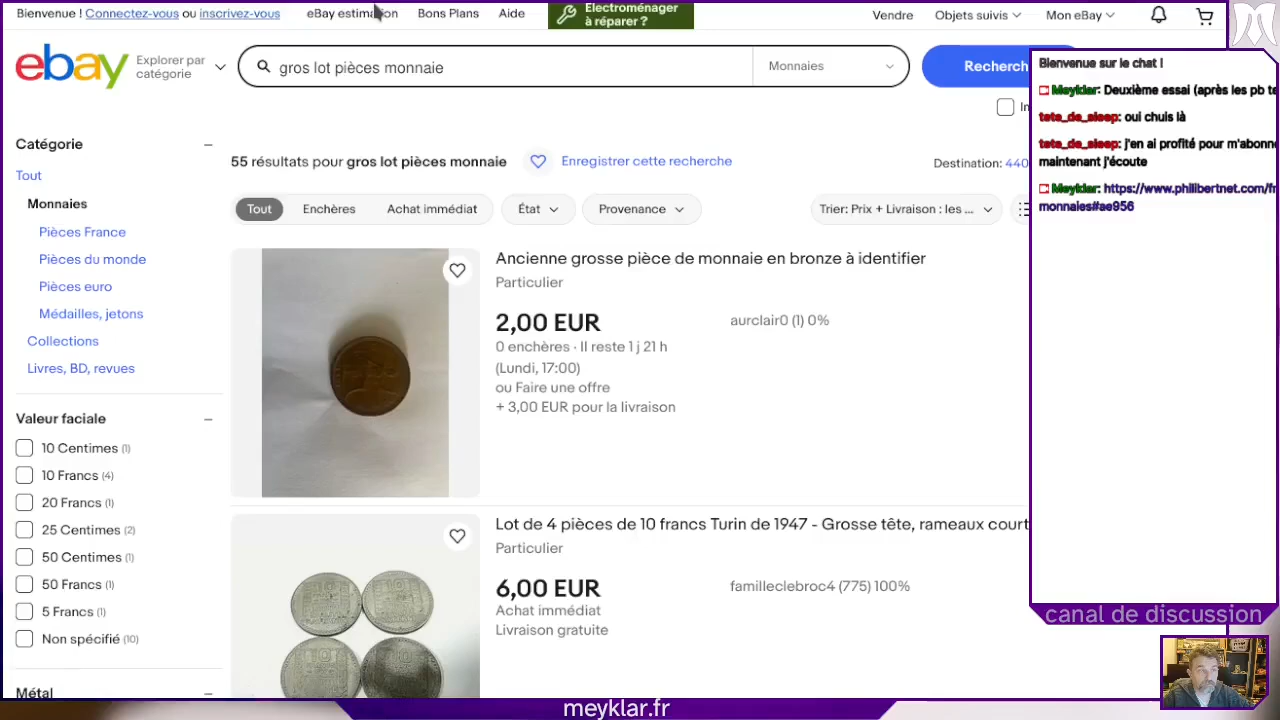 Bienvenue ! Connectez-vous ou inscrivez-vous
eBay estimation
Bons Plans
Aide
Electroménager
à réparer ?
Vendre
Objets suivis
Mon eBay
ebay
Explorer par
catégorie
gros lot pièces monnaie
Monnaies
Recherch
In
Catégorie
Tout
Monnaies
Pièces France
Pièces du monde
Pièces euro
Médailles, jetons
Collections
Livres, BD, revues
Valeur faciale
10 Centimes (1)
10 Francs (4)
20 Francs (1)
25 Centimes (2)
50 Centimes (1)
50 Francs (1)
5 Francs (1)
Non spécifié (10)
Métal
55 résultats pour gros lot pièces monnaie
Enregistrer cette recherche
Destination: 440
Tout
Enchères
Achat immédiat
État
Provenance
Trier: Prix + Livraison : les ...
Ancienne grosse pièce de monnaie en bronze à identifier
Particulier
2,00 EUR
aurclair0 (1) 0%
0 enchères · Il reste 1 j 21 h
(Lundi, 17:00)
ou Faire une offre
+ 3,00 EUR pour la livraison
Lot de 4 pièces de 10 francs Turin de 1947 - Grosse tête, rameaux court
Particulier
6,00 EUR
familleclebroc4 (775) 100%
Achat immédiat
Livraison gratuite
Bienvenue sur le chat !
Meyklar: Deuxième essai (après les pb te
tete_de_sleep: oui chuis là
tete_de_sleep: j'en ai profité pour m'abonne
maintenant j'écoute
Meyklar: https://www.philibertnet.com/fr
monnaies#ae956
canal de discussion
meyklar.fr